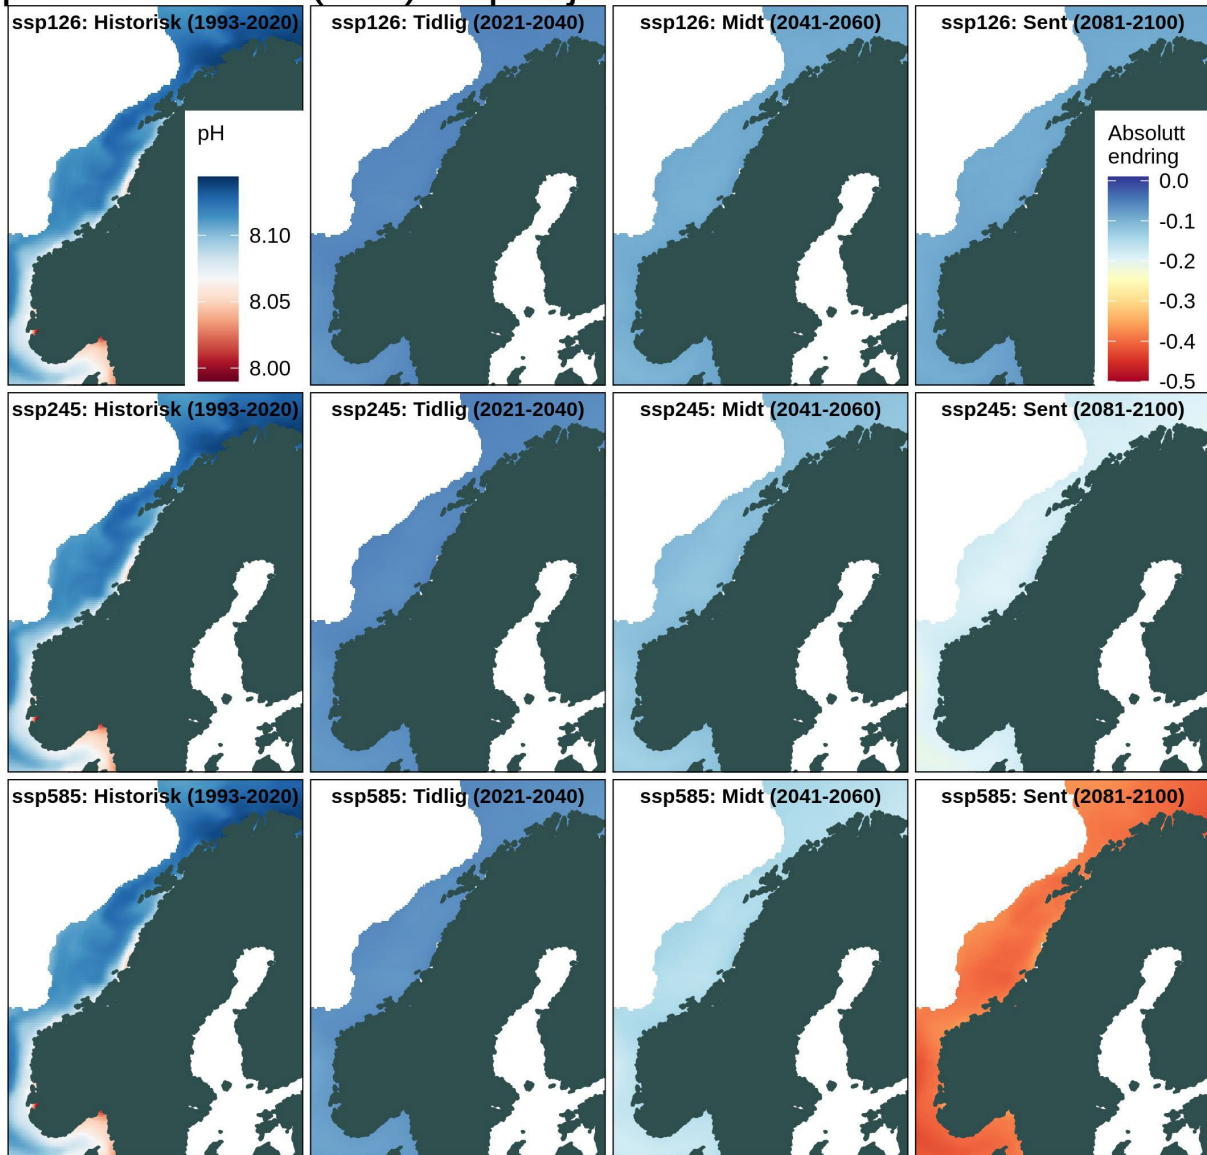 ssp126: Historisk (1993-2020)
ssp126: Tidlig (2021-2040)
ssp126: Midt (2041-2060)
ssp126: Sent (2081-2100)
pH
8.10
8.05
8.00
Absolutt
endring
0.0
-0.1
-0.2
-0.3
-0.4
-0.5
ssp245: Historisk (1993-2020)
ssp245: Tidlig (2021-2040)
ssp245: Midt (2041-2060)
ssp245: Sent (2081-2100)
ssp585: Historisk (1993-2020)
ssp585: Tidlig (2021-2040)
ssp585: Midt (2041-2060)
ssp585: Sent (2081-2100)